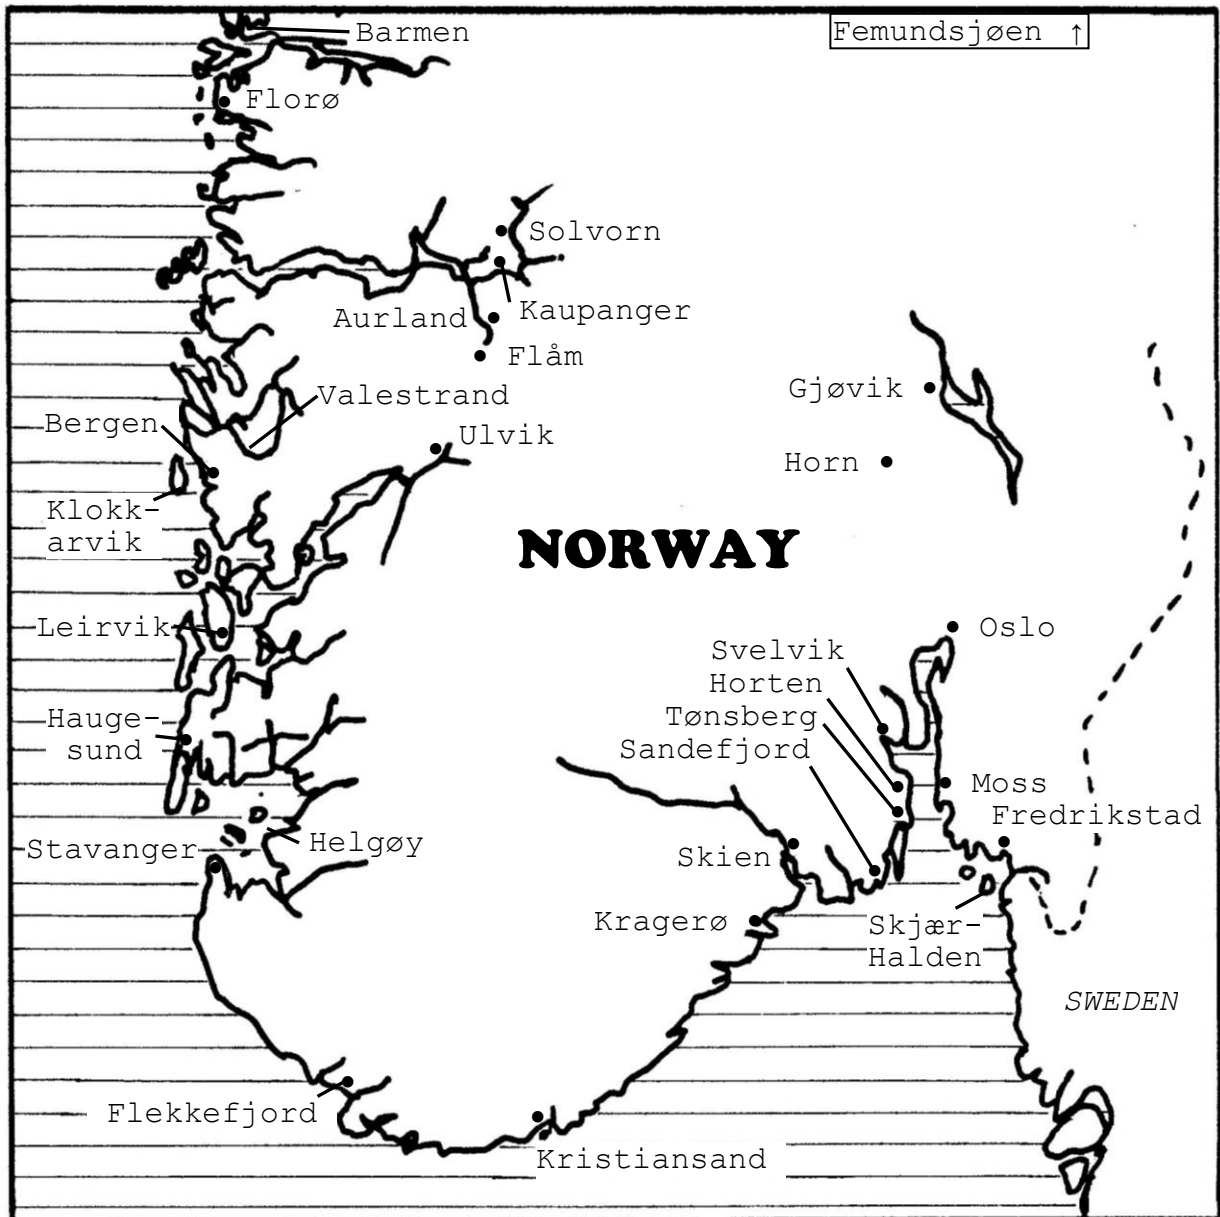 Barmen
Femundsjøen ↑
Florø
Solvorn
Kaupanger
Aurland
Flåm
Gjøvik
Valestrand
Bergen
Ulvik
Horn
Klokk-
arvik
NORWAY
Leirvik
Oslo
Svelvik
Horten
Tønsberg
Sandefjord
Hauge-
sund
Moss
Fredrikstad
Helgøy
Stavanger
Skien
Kragerø
Skjær-
Halden
SWEDEN
Flekkefjord
Kristiansand